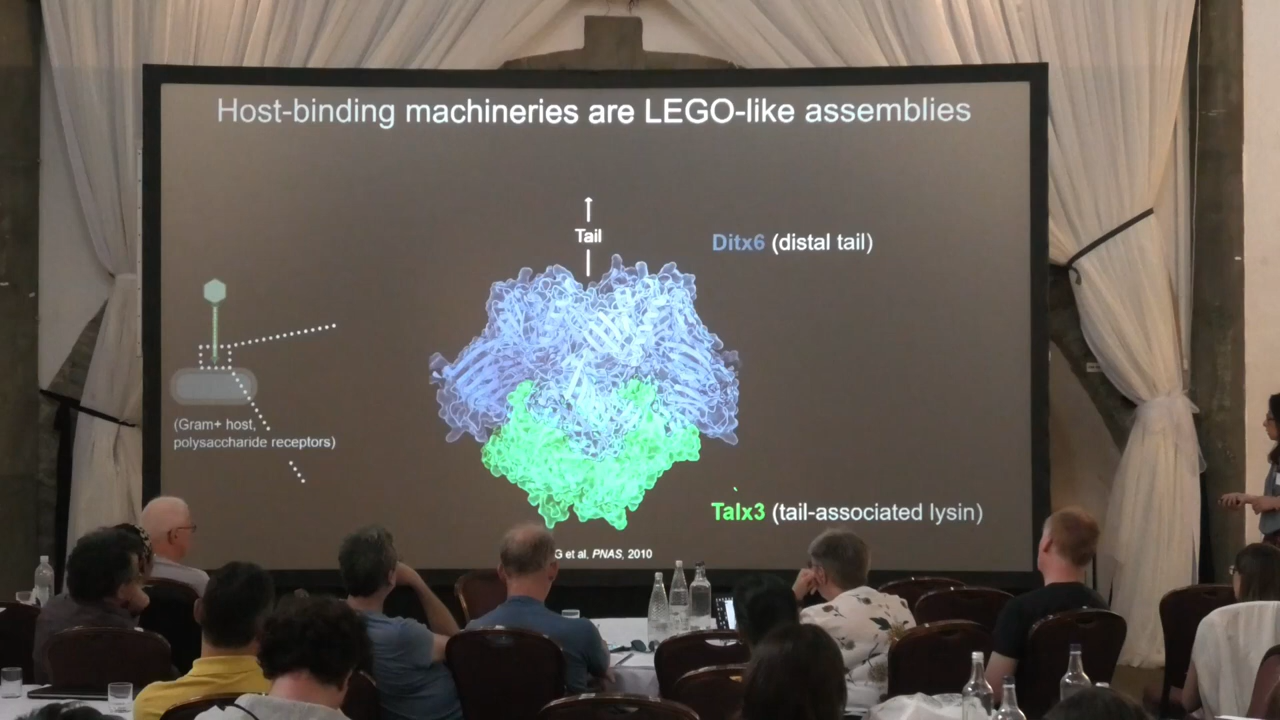 Host-binding machineries are LEGO-like assemblies
Tail
Ditx6 (distal tail)
(Gram+ host,
polysaccharide receptors)
Talx3 (tail-associated lysin)
G et al, PNAS, 2010